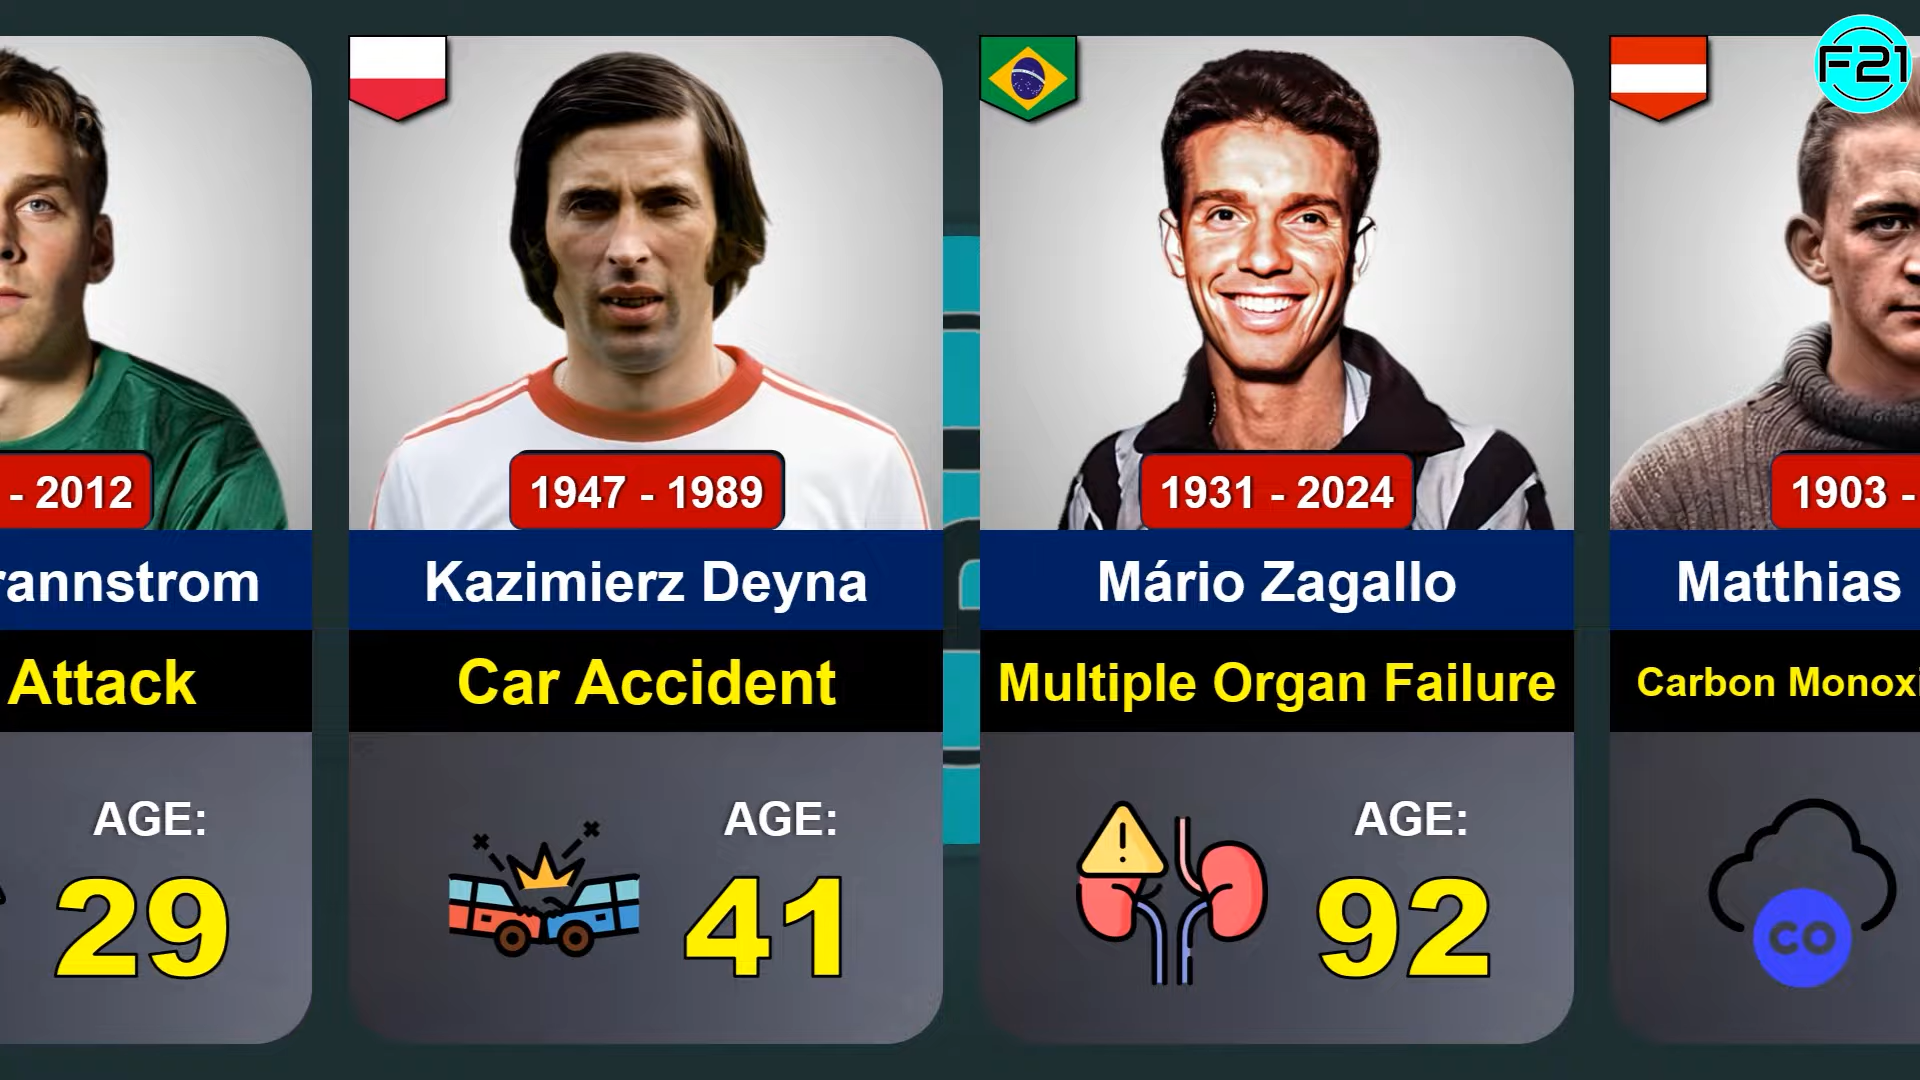 F21
- 2012
rannstrom
Attack
AGE:
29
1947 - 1989
Kazimierz Deyna
Car Accident
AGE:
41
1931 - 2024
Mário Zagallo
Multiple Organ Failure
AGE:
92
1903 -
Matthias
Carbon Monoxi
CO